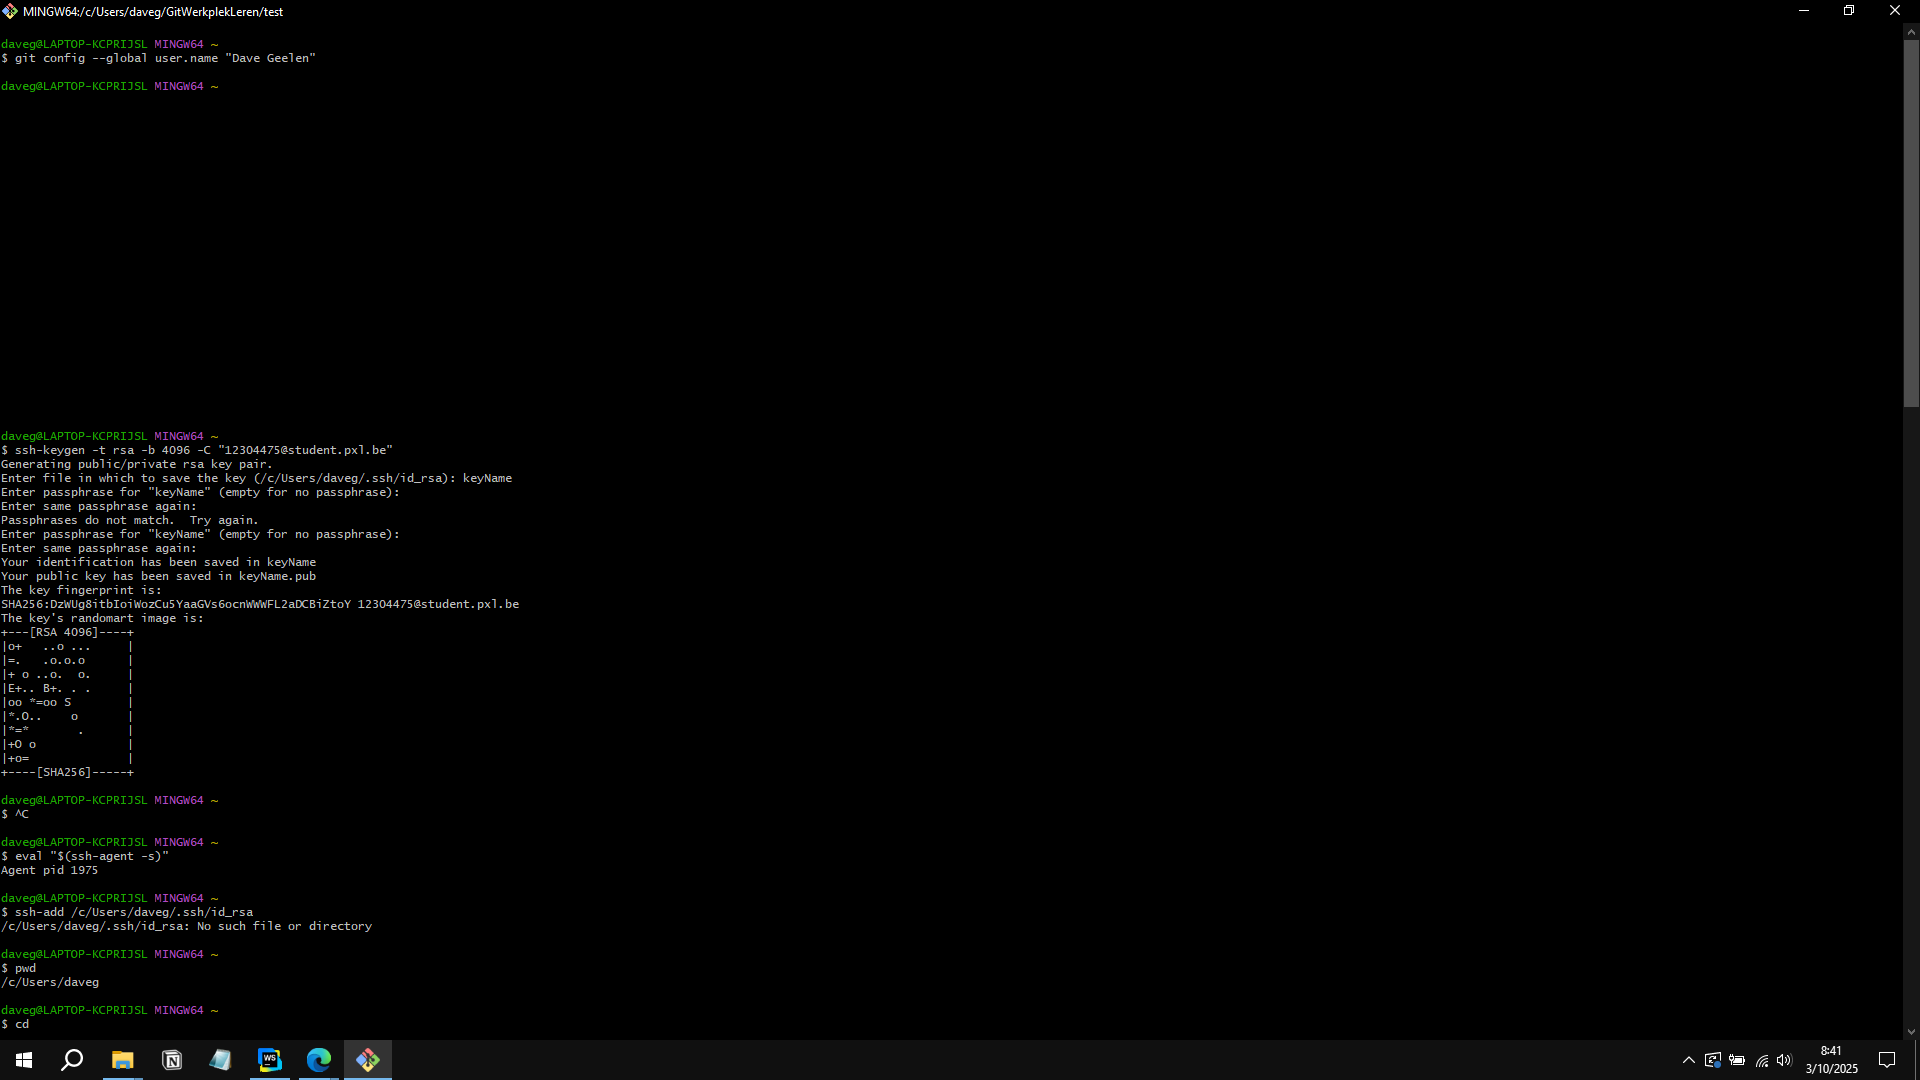 MINGW64:/c/Users/daveg/GitWerkplekLeren/test
daveg@LAPTOP-KCPRIJSL MINGW64 ~
$ git config --global user.name "Dave Geelen"
daveg@LAPTOP-KCPRIJSL MINGW64 ~
daveg@LAPTOP-KCPRIJSL MINGW64 ~
$ ssh-keygen -t rsa -b 4096 -C "12304475@student.pxl.be"
Generating public/private rsa key pair.
Enter file in which to save the key (/c/Users/daveg/.ssh/id_rsa): keyName
Enter passphrase for "keyName" (empty for no passphrase):
Enter same passphrase again:
Passphrases do not match.  Try again.
Enter passphrase for "keyName" (empty for no passphrase):
Enter same passphrase again:
Your identification has been saved in keyName
Your public key has been saved in keyName.pub
The key fingerprint is:
SHA256:DzWUg8itbIoiWozCu5YaaGVs6ocnWWWFL2aDCBiZtoY 12304475@student.pxl.be
The key's randomart image is:
+---[RSA 4096]----+
|o+   ..o ...     |
|=.   .o.o.o      |
|+ o ..o.  o.     |
|E+.. B+. . .     |
|oo *=oo S        |
|*.O..    o       |
|*=*       .      |
|+O o             |
|+o=              |
+----[SHA256]-----+
daveg@LAPTOP-KCPRIJSL MINGW64 ~
$ ^C
daveg@LAPTOP-KCPRIJSL MINGW64 ~
$ eval "$(ssh-agent -s)"
Agent pid 1975
daveg@LAPTOP-KCPRIJSL MINGW64 ~
$ ssh-add /c/Users/daveg/.ssh/id_rsa
/c/Users/daveg/.ssh/id_rsa: No such file or directory
daveg@LAPTOP-KCPRIJSL MINGW64 ~
$ pwd
/c/Users/daveg
daveg@LAPTOP-KCPRIJSL MINGW64 ~
$ cd
WS
8:41
3/10/2025